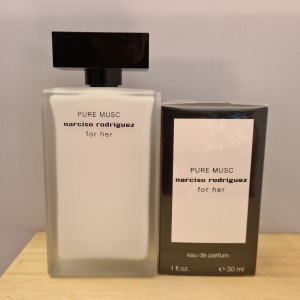 PURE MUSC
narciso rodriguez
for her
PURE MUSC
narciso rodriguez
for her
eau de parfum
1 fl.oz. ℮ 30 ml